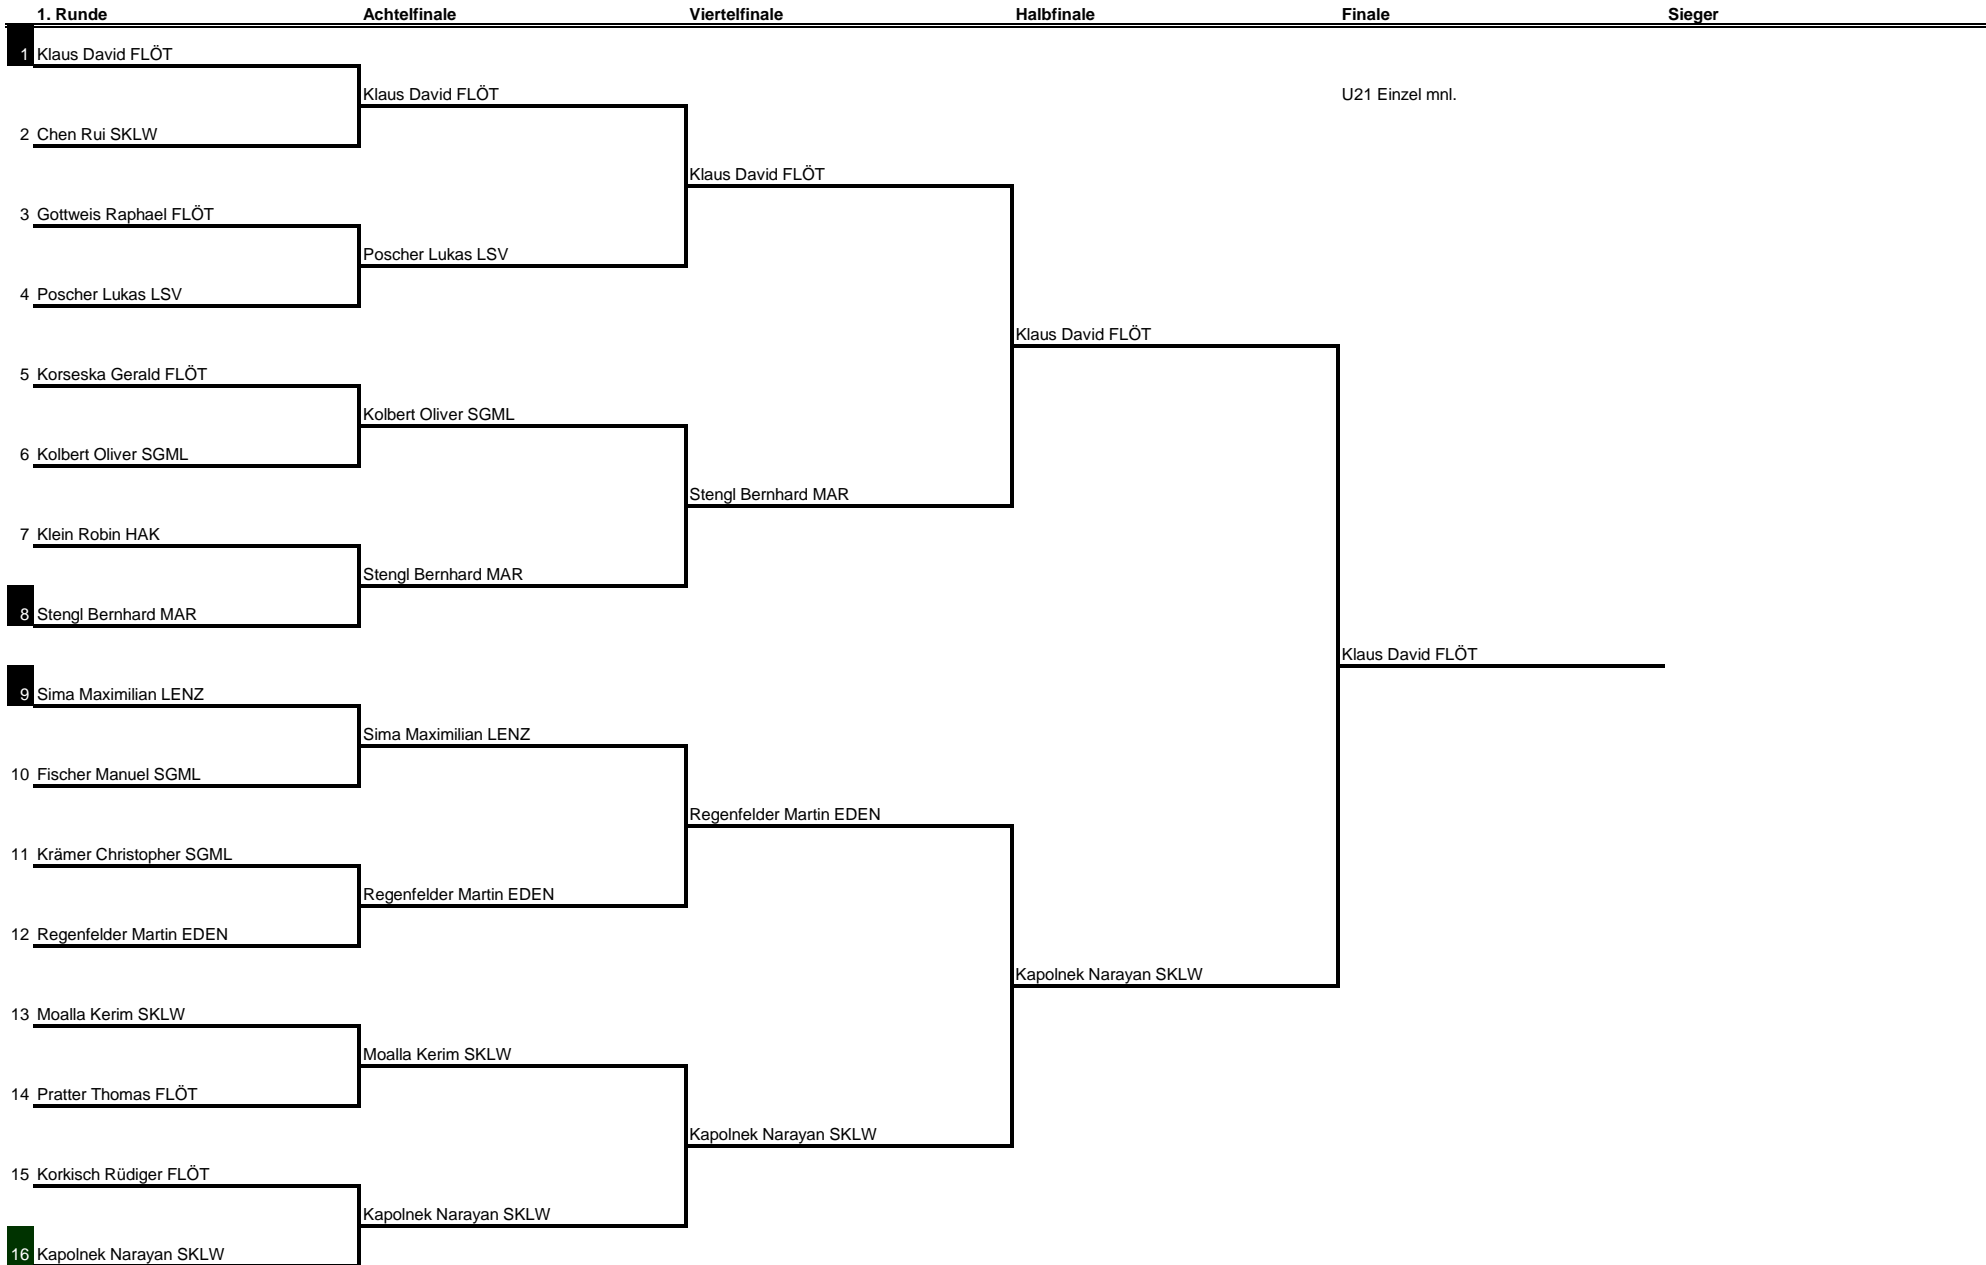 1. Runde Achtelfinale Viertelfinale Halbfinale Finale Sieger
1 Klaus David FLÖT
Klaus David FLÖT U21 Einzel mnl.
2 Chen Rui SKLW
Klaus David FLÖT
3 Gottweis Raphael FLÖT
Poscher Lukas LSV
4 Poscher Lukas LSV
Klaus David FLÖT
5 Korseska Gerald FLÖT
Kolbert Oliver SGML
6 Kolbert Oliver SGML
Stengl Bernhard MAR
7 Klein Robin HAK
Stengl Bernhard MAR
8 Stengl Bernhard MAR
Klaus David FLÖT
9 Sima Maximilian LENZ
Sima Maximilian LENZ
10 Fischer Manuel SGML
Regenfelder Martin EDEN
11 Krämer Christopher SGML
Regenfelder Martin EDEN
12 Regenfelder Martin EDEN
Kapolnek Narayan SKLW
13 Moalla Kerim SKLW
Moalla Kerim SKLW
14 Pratter Thomas FLÖT
Kapolnek Narayan SKLW
15 Korkisch Rüdiger FLÖT
Kapolnek Narayan SKLW
16 Kapolnek Narayan SKLW